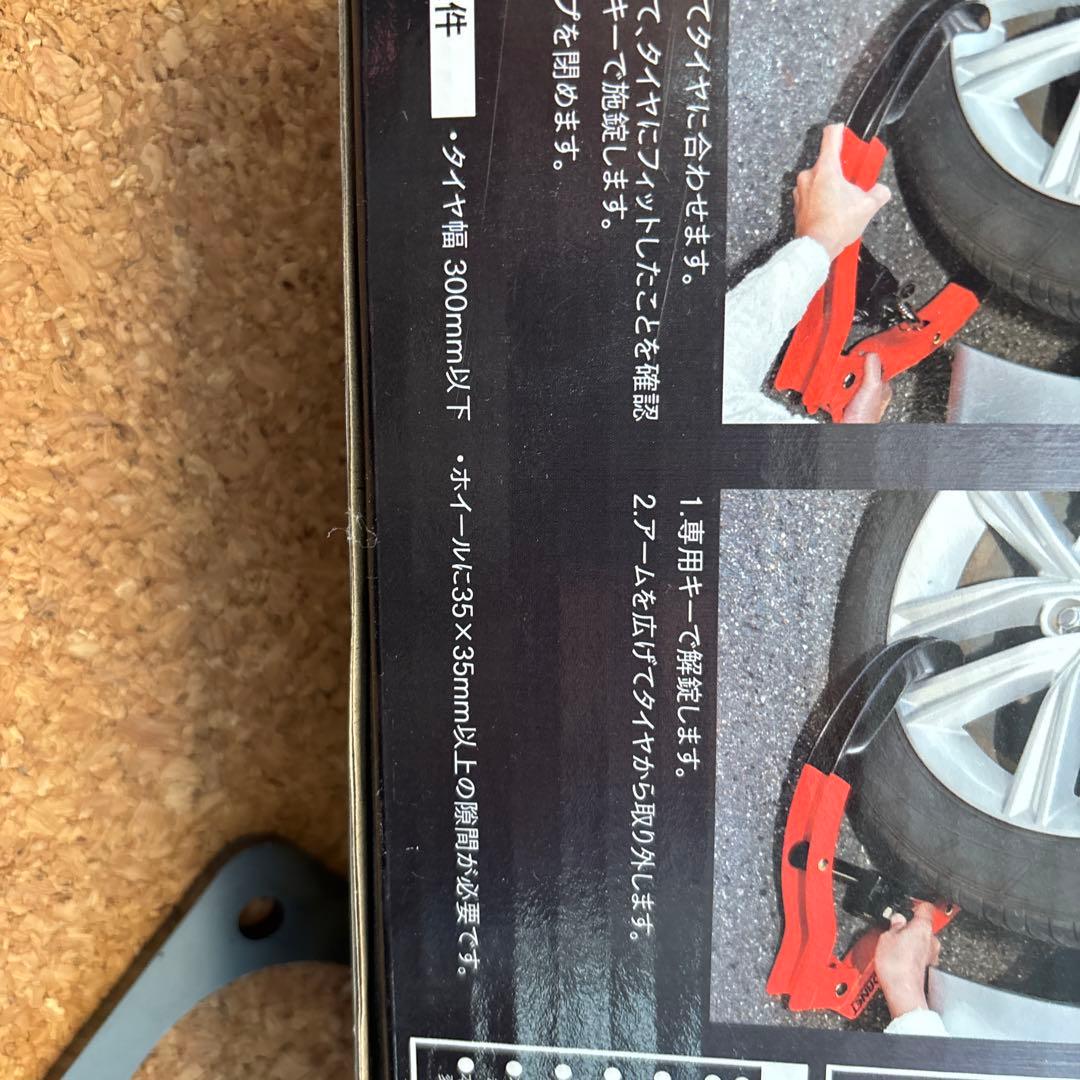 てタイヤに合わせます。
て、タイヤにフィットしたことを確認
キーで施錠します。
プを閉めます。
1.専用キーで解錠します。
2.アームを広げてタイヤから取り外します。
件
・タイヤ幅 300mm以下 ・ホイールに35×35mm以上の隙間が必要です。